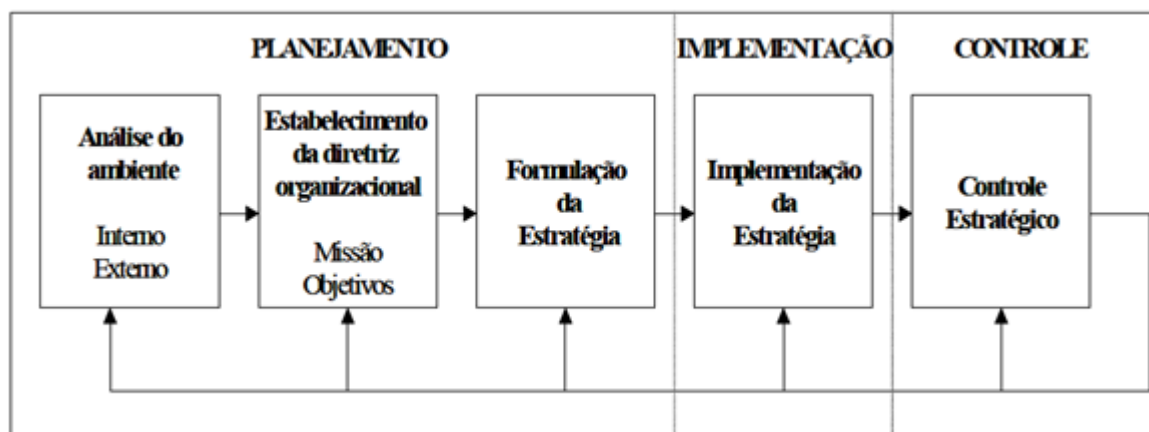 PLANEJAMENTO
IMPLEMENTAÇÃO
CONTROLE
Análise do
ambiente
Interno
Externo
Estabelecimento
da diretriz
organizacional
Missão
Objetivos
Formulação
da
Estratégia
Implementação
da
Estratégia
Controle
Estratégico